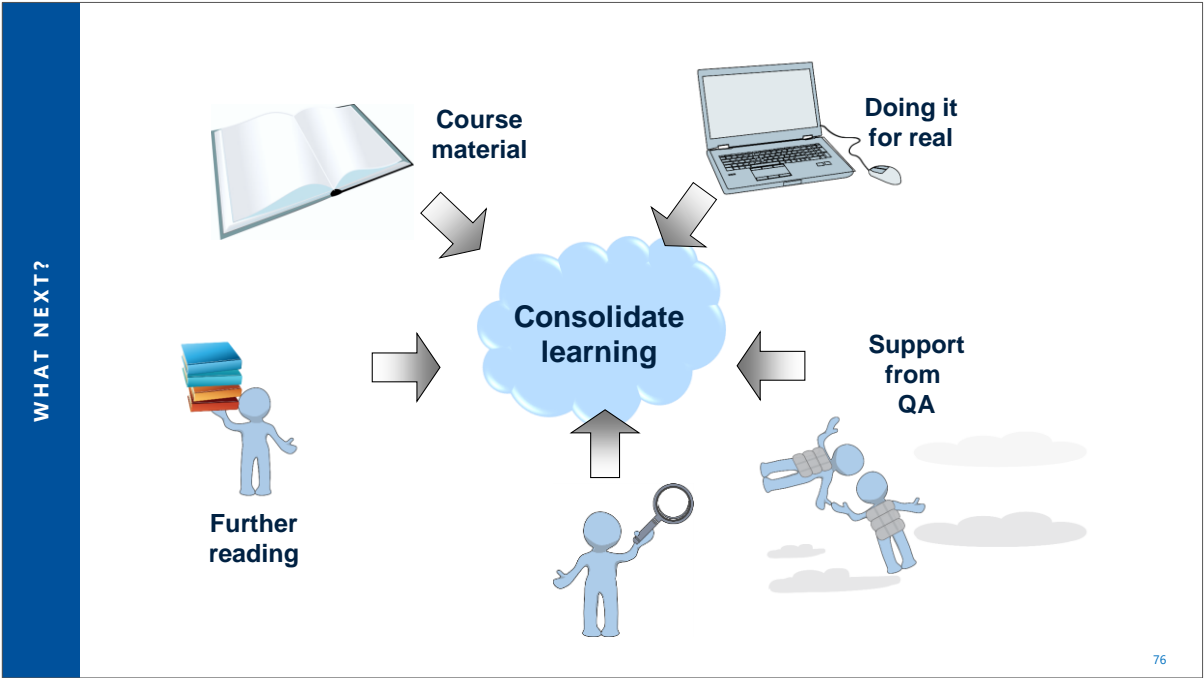 WHAT NEXT?
Course
material
Doing it
for real
Consolidate
learning
Support
from
QA
Further
reading
76